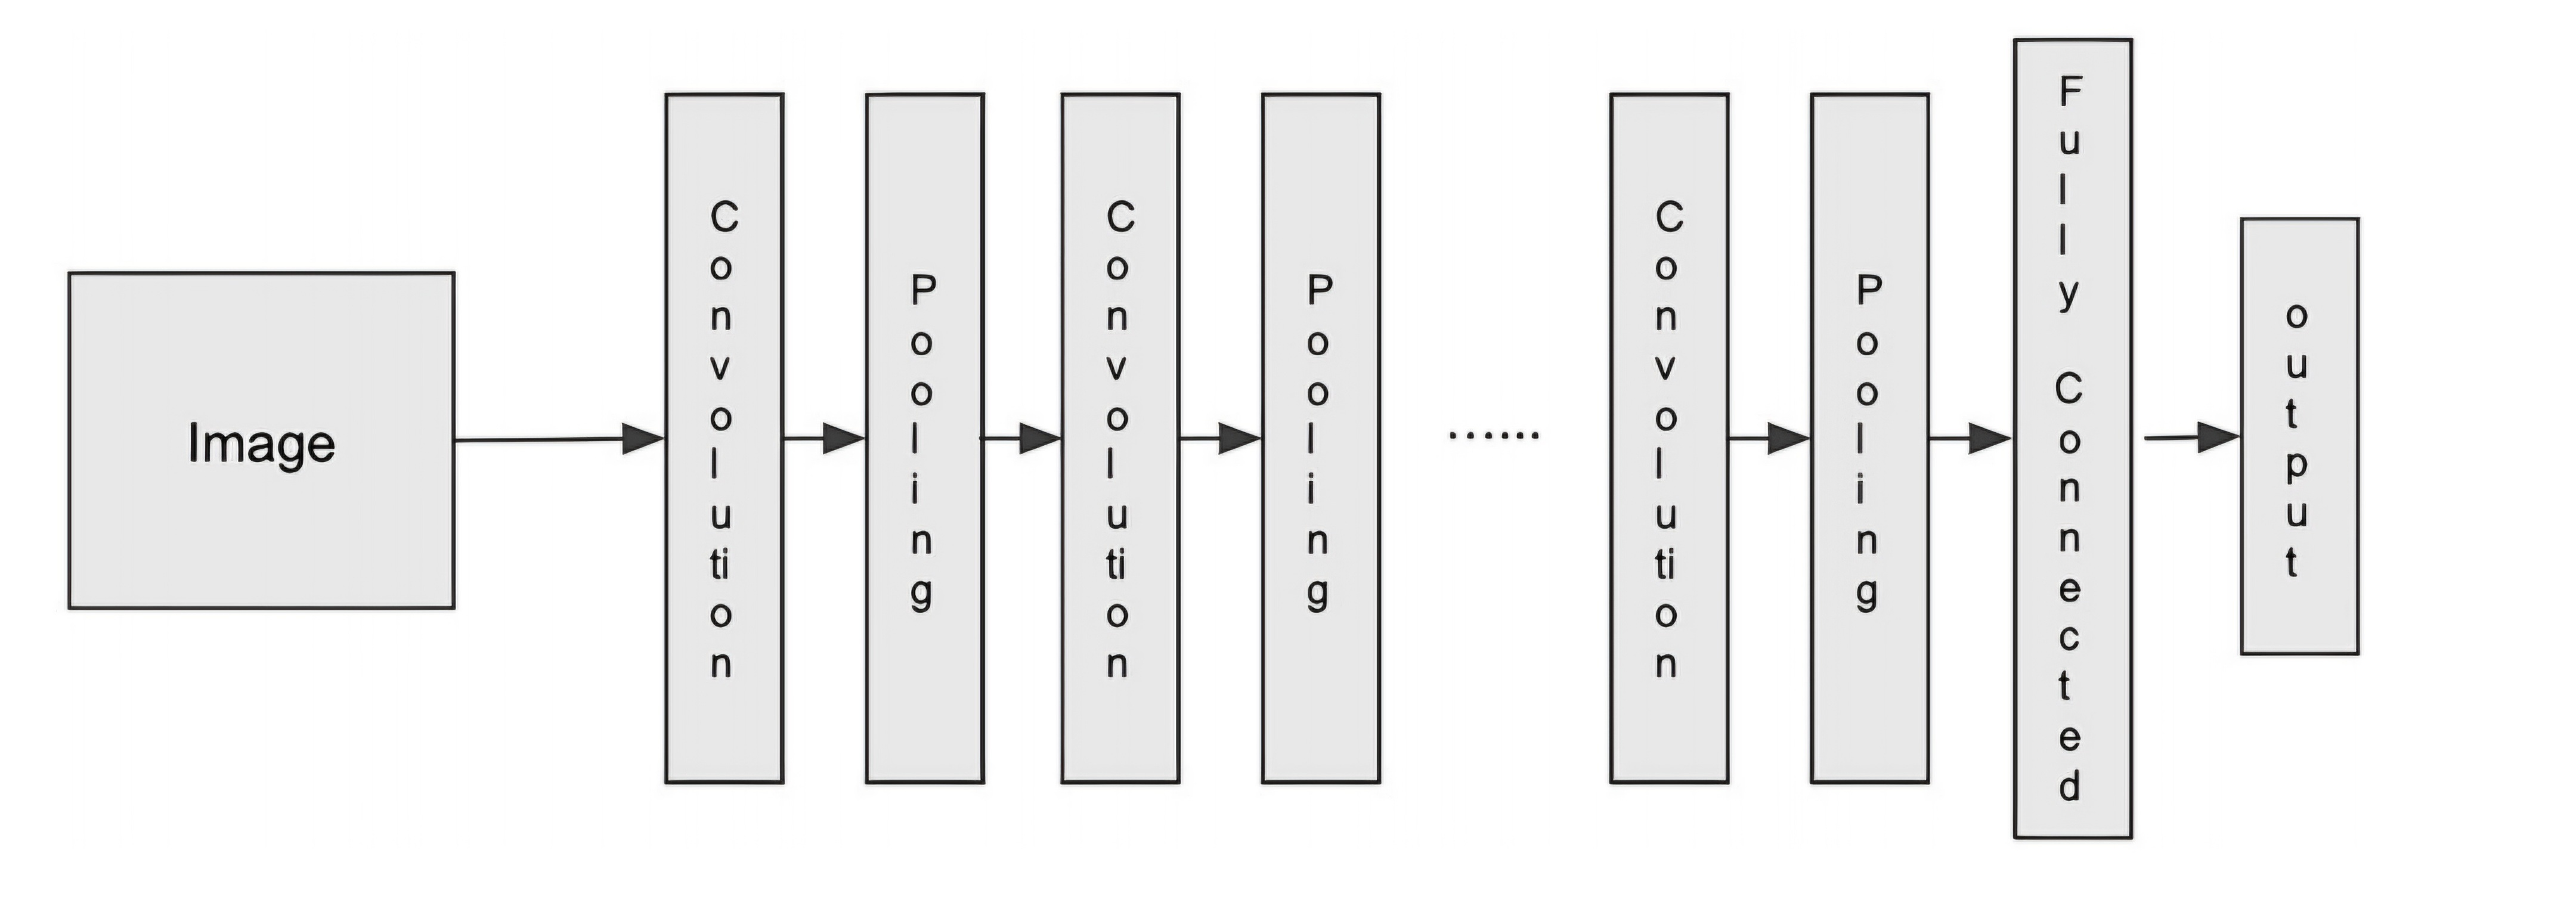 Image
Convolution
Pooling
Convolution
Pooling
......
Convolution
Pooling
Fully Connected
output